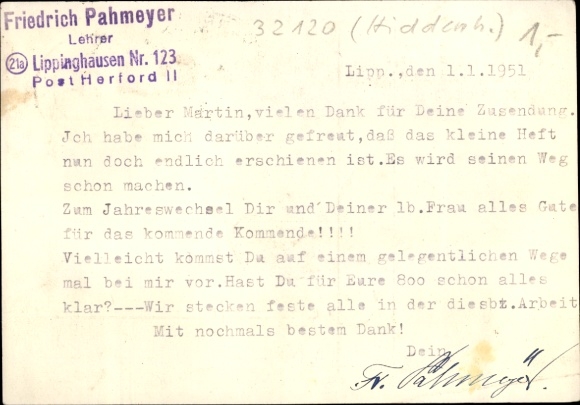 Friedrich Pahmeyer
Lehrer
(21a) Lippinghausen Nr. 123
Post Herford II
32120 (Hiddenh.) 1,-
Lipp.,den 1.1.1951
Lieber Martin,vielen Dank für Deine Zusendung.
Jch habe mich darüber gefreut,daß das kleine Heft
nun doch endlich erschienen ist.Es wird seinen Weg
schon machen.
Zum Jahreswechsel Dir und Deiner lb.Frau alles Gute
für das kommende Kommende!!!!
Vielleicht kommst Du auf einem gelegentlichen Wege
mal bei mir vor.Hast Du für Eure 800 schon alles
klar?---Wir stecken feste alle in der diesbz.Arbeit
Mit nochmals bestem Dank!
Dein
Fr. Pahmeyer.